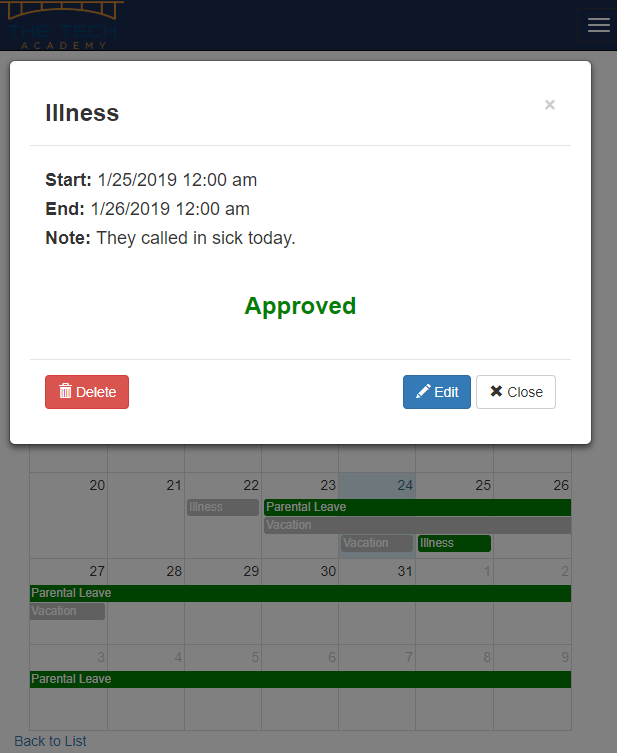 THE TECH
ACADEMY
Illness
×
Start: 1/25/2019 12:00 am
End: 1/26/2019 12:00 am
Note: They called in sick today.
Approved
Delete
Edit
Close
20 21 22 23 24 25 26
Illness
Parental Leave
Vacation
Vacation
Illness
27 28 29 30 31 1 2
Parental Leave
Vacation
3 4 5 6 7 8 9
Parental Leave
Back to List